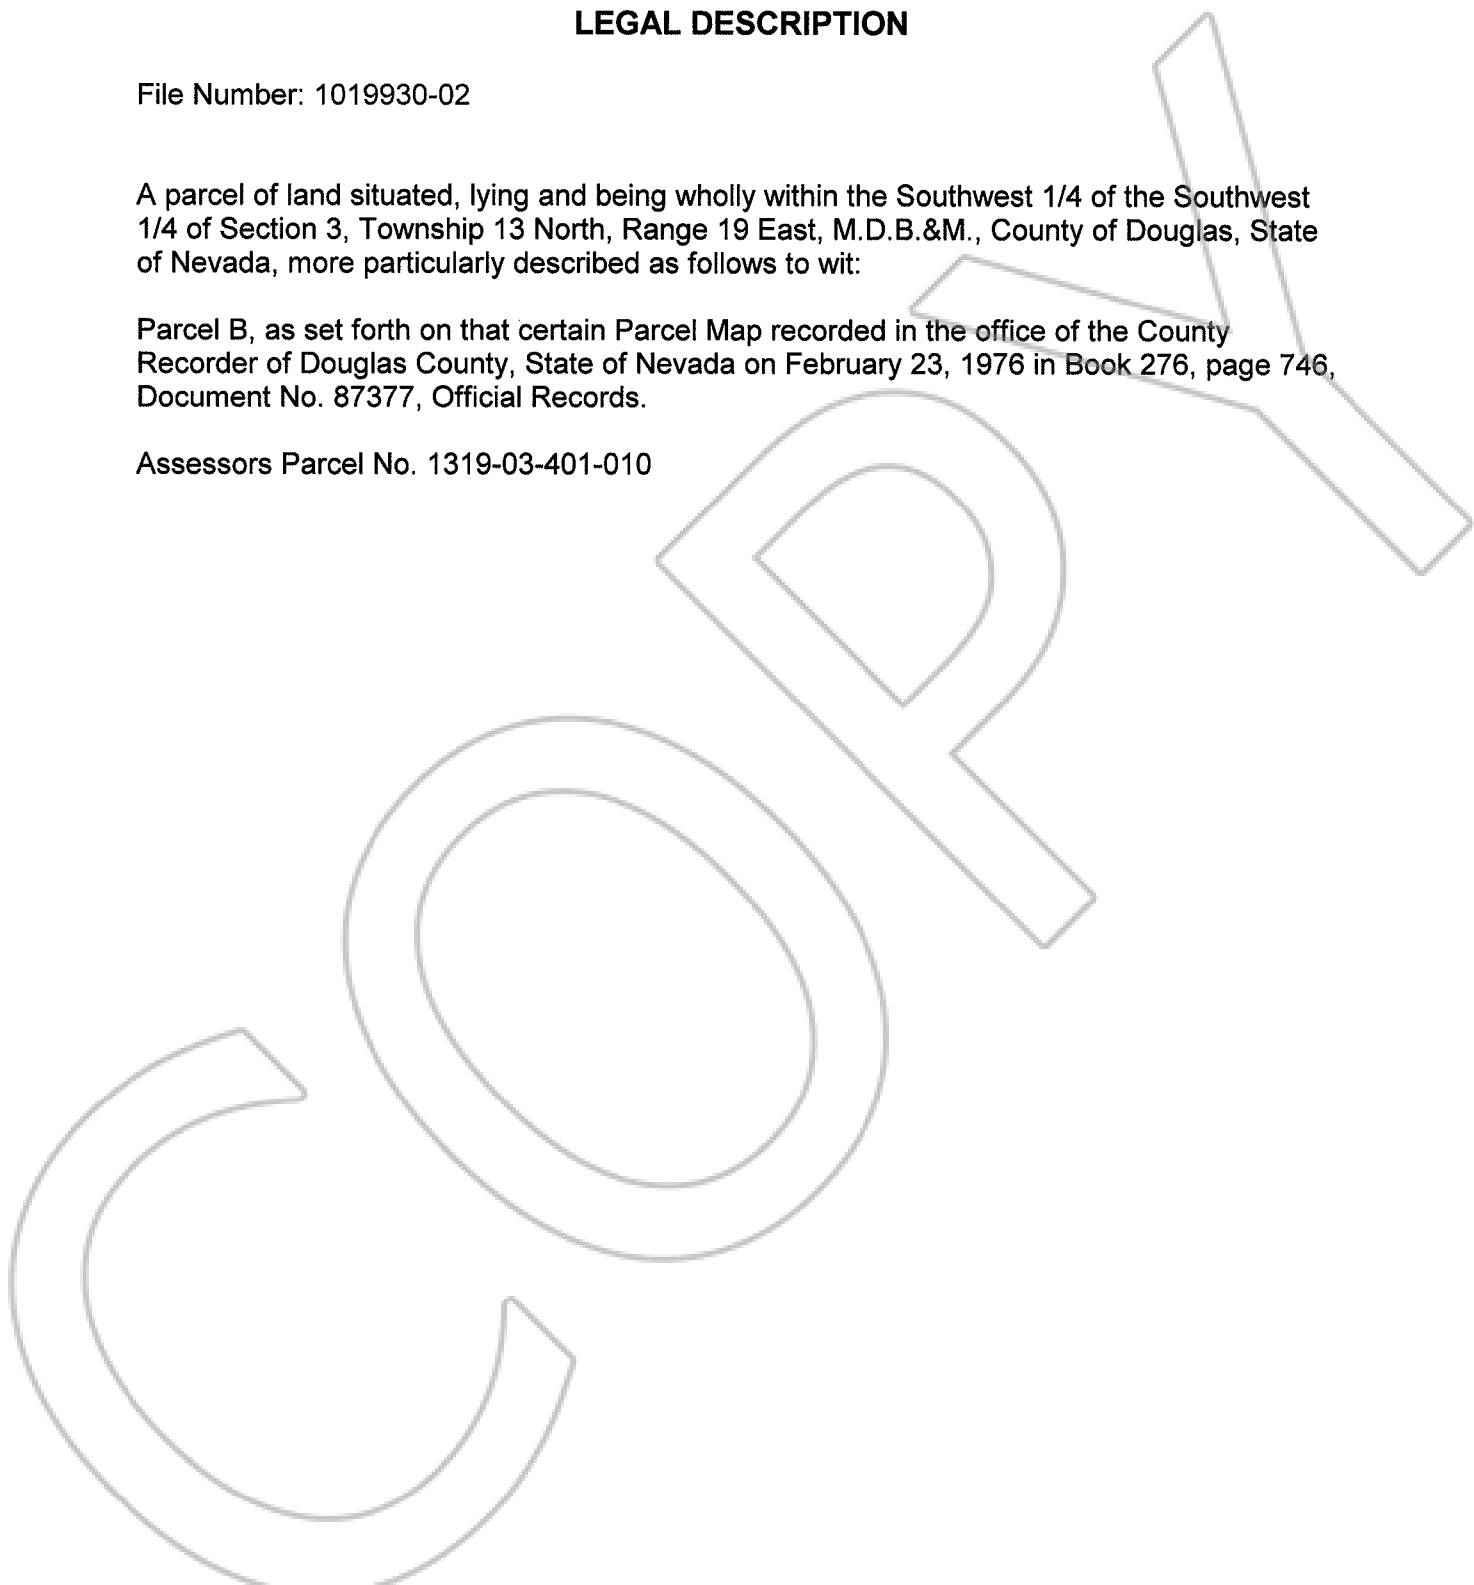 LEGAL DESCRIPTION
File Number: 1019930-02
A parcel of land situated, lying and being wholly within the Southwest 1/4 of the Southwest
1/4 of Section 3, Township 13 North, Range 19 East, M.D.B.&M., County of Douglas, State
of Nevada, more particularly described as follows to wit:
Parcel B, as set forth on that certain Parcel Map recorded in the office of the County
Recorder of Douglas County, State of Nevada on February 23, 1976 in Book 276, page 746,
Document No. 87377, Official Records.
Assessors Parcel No. 1319-03-401-010
COPY